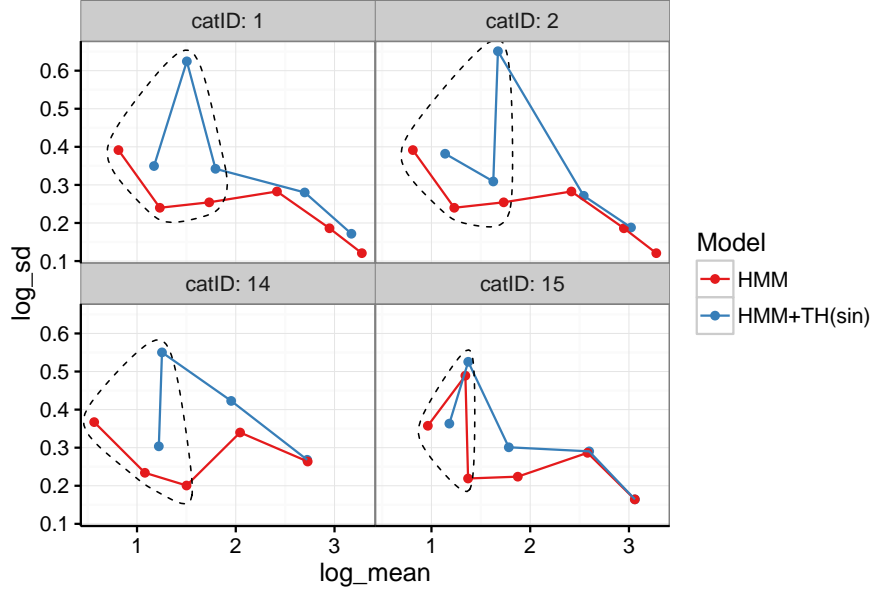 catID: 1
catID: 2
0.6
0.5
0.4
0.3
0.2
0.1
catID: 14
catID: 15
0.6
0.5
0.4
0.3
0.2
0.1
1 2 3 1 2 3
log_mean
log_sd
Model
HMM
HMM+TH(sin)